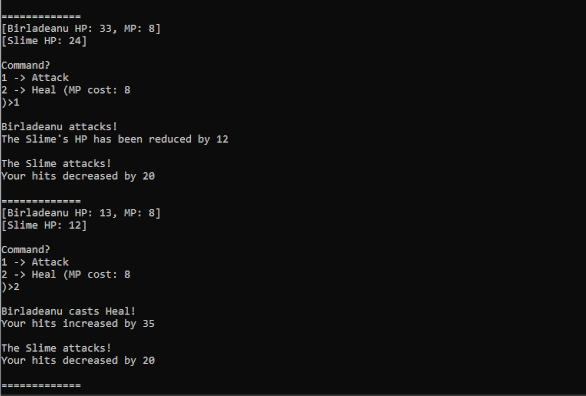 =============
[Birladeanu HP: 33, MP: 8]
[Slime HP: 24]
Command?
1 -> Attack
2 -> Heal (MP cost: 8
)>1
Birladeanu attacks!
The Slime's HP has been reduced by 12
The Slime attacks!
Your hits decreased by 20
=============
[Birladeanu HP: 13, MP: 8]
[Slime HP: 12]
Command?
1 -> Attack
2 -> Heal (MP cost: 8
)>2
Birladeanu casts Heal!
Your hits increased by 35
The Slime attacks!
Your hits decreased by 20
=============